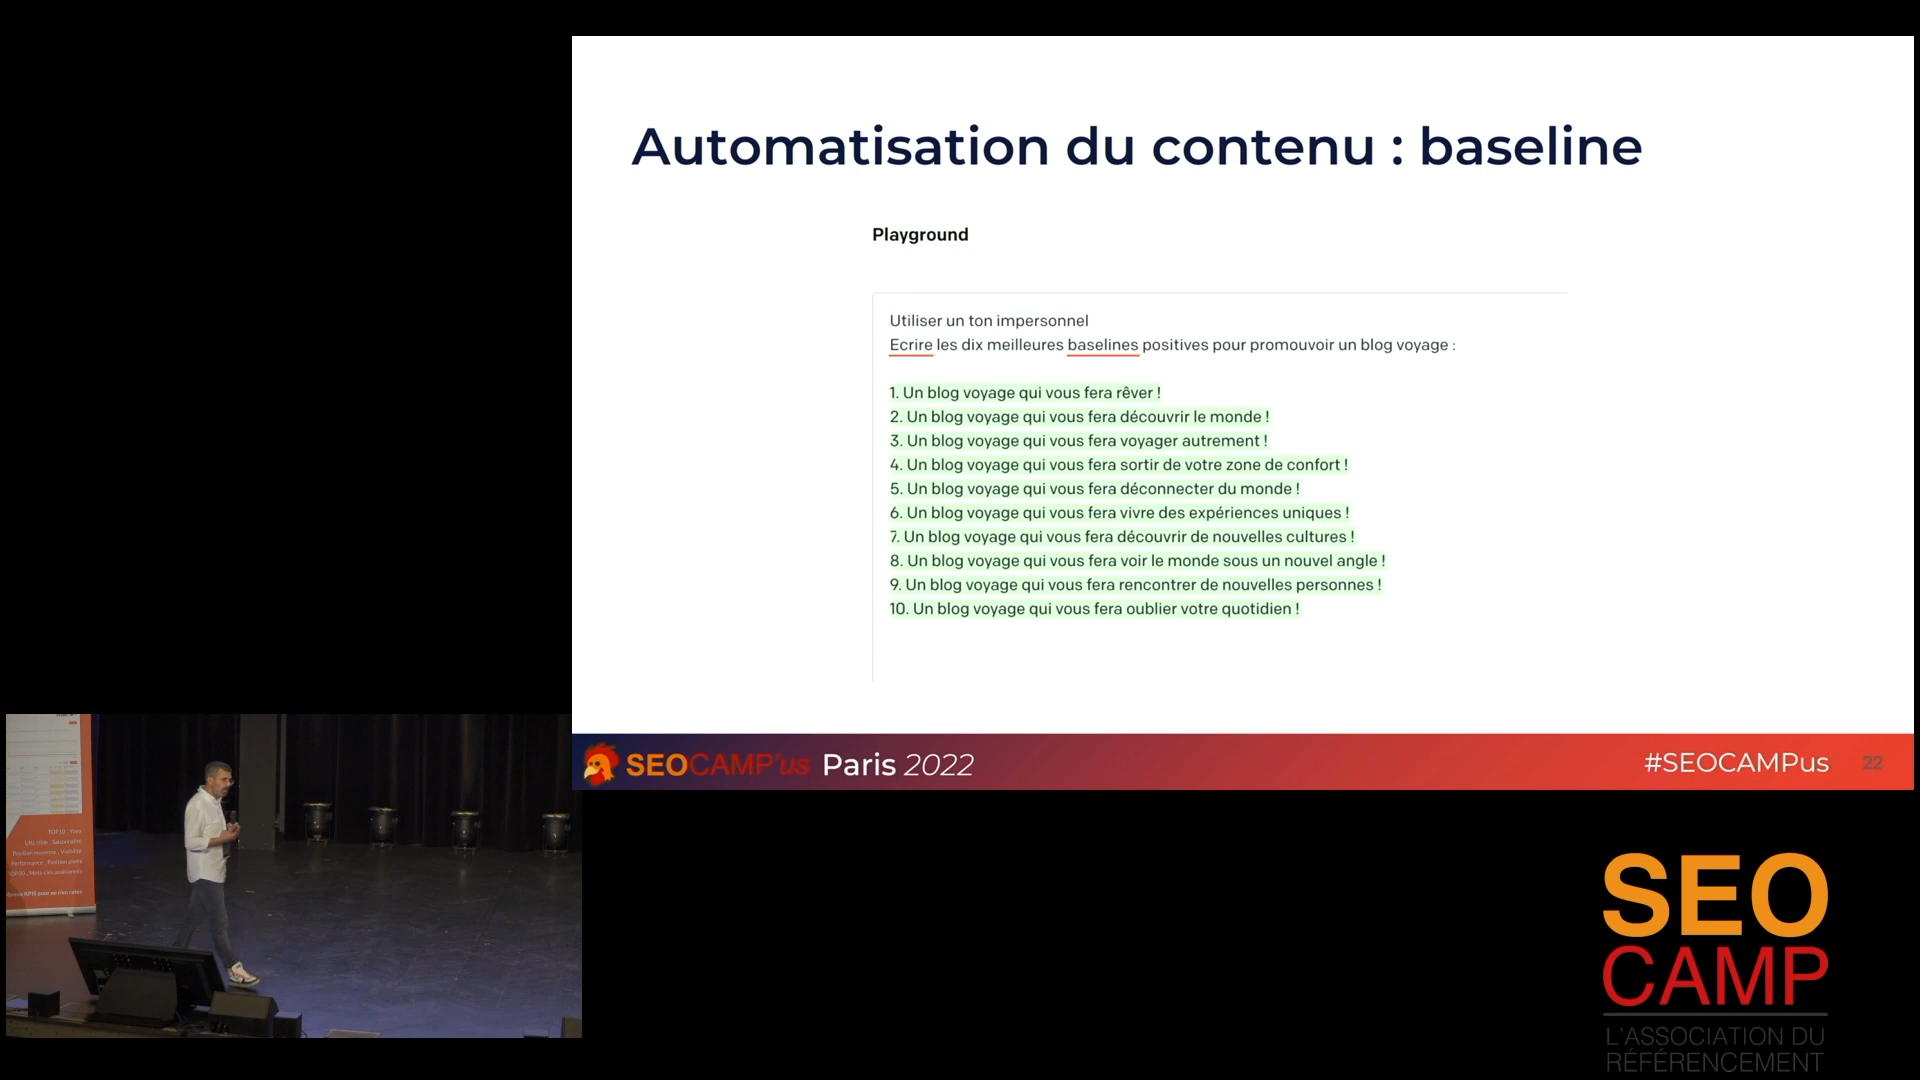 Automatisation du contenu : baseline
Playground
Utiliser un ton impersonnel
Ecrire les dix meilleures baselines positives pour promouvoir un blog voyage :
1. Un blog voyage qui vous fera rêver !
2. Un blog voyage qui vous fera découvrir le monde !
3. Un blog voyage qui vous fera voyager autrement !
4. Un blog voyage qui vous fera sortir de votre zone de confort !
5. Un blog voyage qui vous fera déconnecter du monde !
6. Un blog voyage qui vous fera vivre des expériences uniques !
7. Un blog voyage qui vous fera découvrir de nouvelles cultures !
8. Un blog voyage qui vous fera voir le monde sous un nouvel angle !
9. Un blog voyage qui vous fera rencontrer de nouvelles personnes !
10. Un blog voyage qui vous fera oublier votre quotidien !
SEOCAMP'us Paris 2022
#SEOCAMPus 22
SEO
CAMP
L'ASSOCIATION DU
RÉFÉRENCEMENT